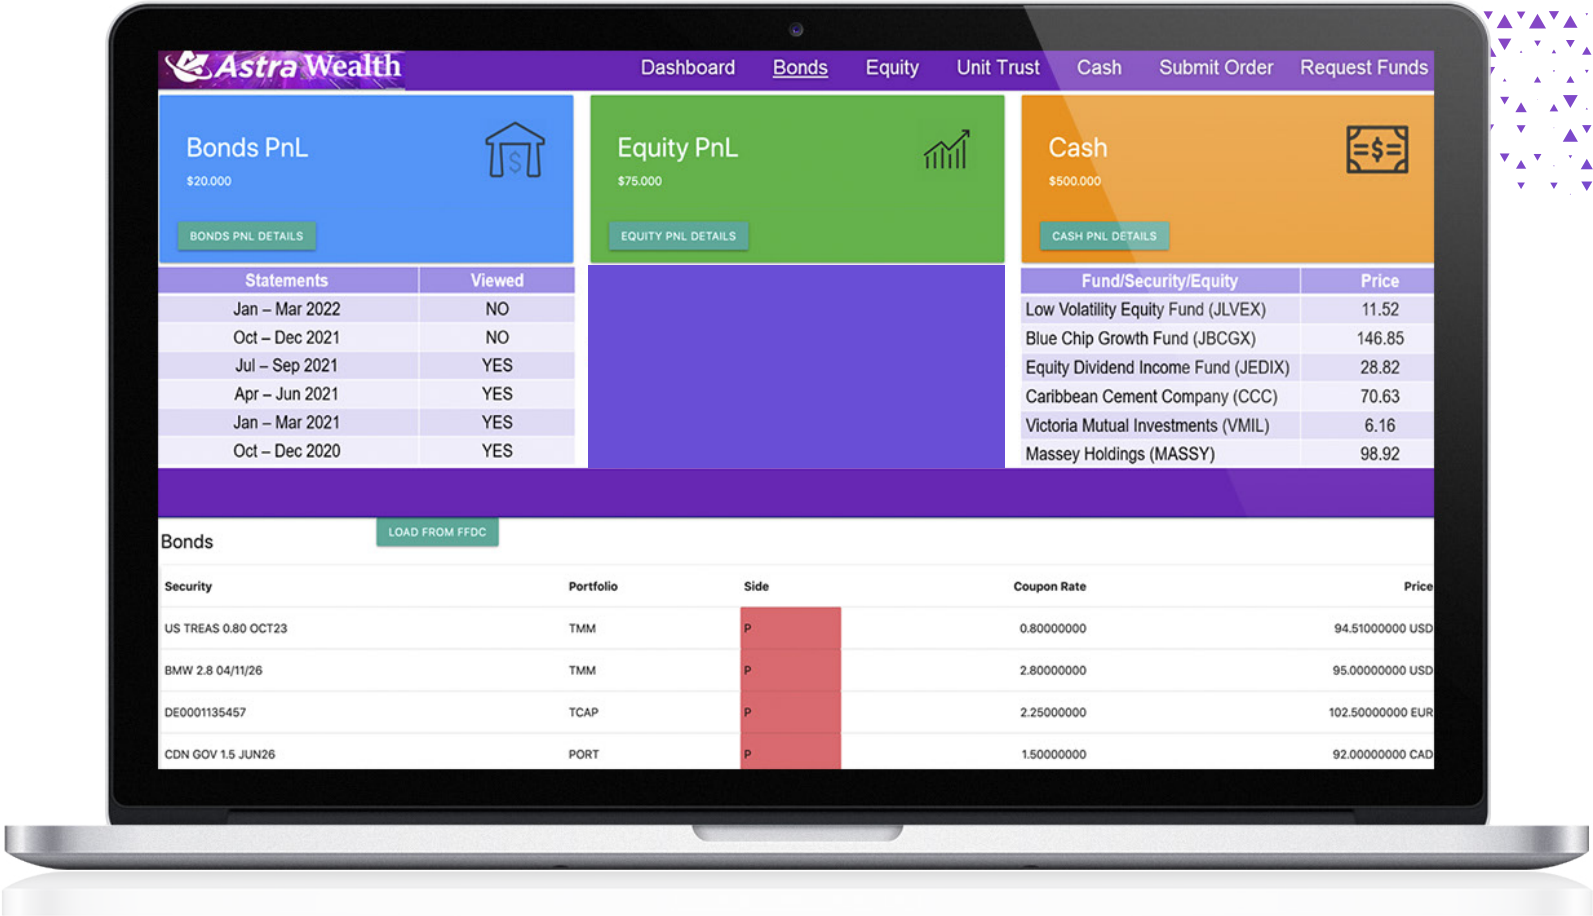 Astra Wealth
Dashboard Bonds Equity Unit Trust Cash Submit Order Request Funds
Bonds PnL
$20.000
BONDS PNL DETAILS
Equity PnL
$75.000
EQUITY PNL DETAILS
Cash
$500.000
CASH PNL DETAILS
Statements Viewed
Jan – Mar 2022 NO
Oct – Dec 2021 NO
Jul – Sep 2021 YES
Apr – Jun 2021 YES
Jan – Mar 2021 YES
Oct – Dec 2020 YES
Fund/Security/Equity Price
Low Volatility Equity Fund (JLVEX) 11.52
Blue Chip Growth Fund (JBCGX) 146.85
Equity Dividend Income Fund (JEDIX) 28.82
Caribbean Cement Company (CCC) 70.63
Victoria Mutual Investments (VMIL) 6.16
Massey Holdings (MASSY) 98.92
Bonds
LOAD FROM FFDC
Security Portfolio Side Coupon Rate Price
US TREAS 0.80 OCT23 TMM P 0.80000000 94.51000000 USD
BMW 2.8 04/11/26 TMM P 2.80000000 95.00000000 USD
DE0001135457 TCAP P 2.25000000 102.50000000 EUR
CDN GOV 1.5 JUN26 PORT P 1.50000000 92.00000000 CAD